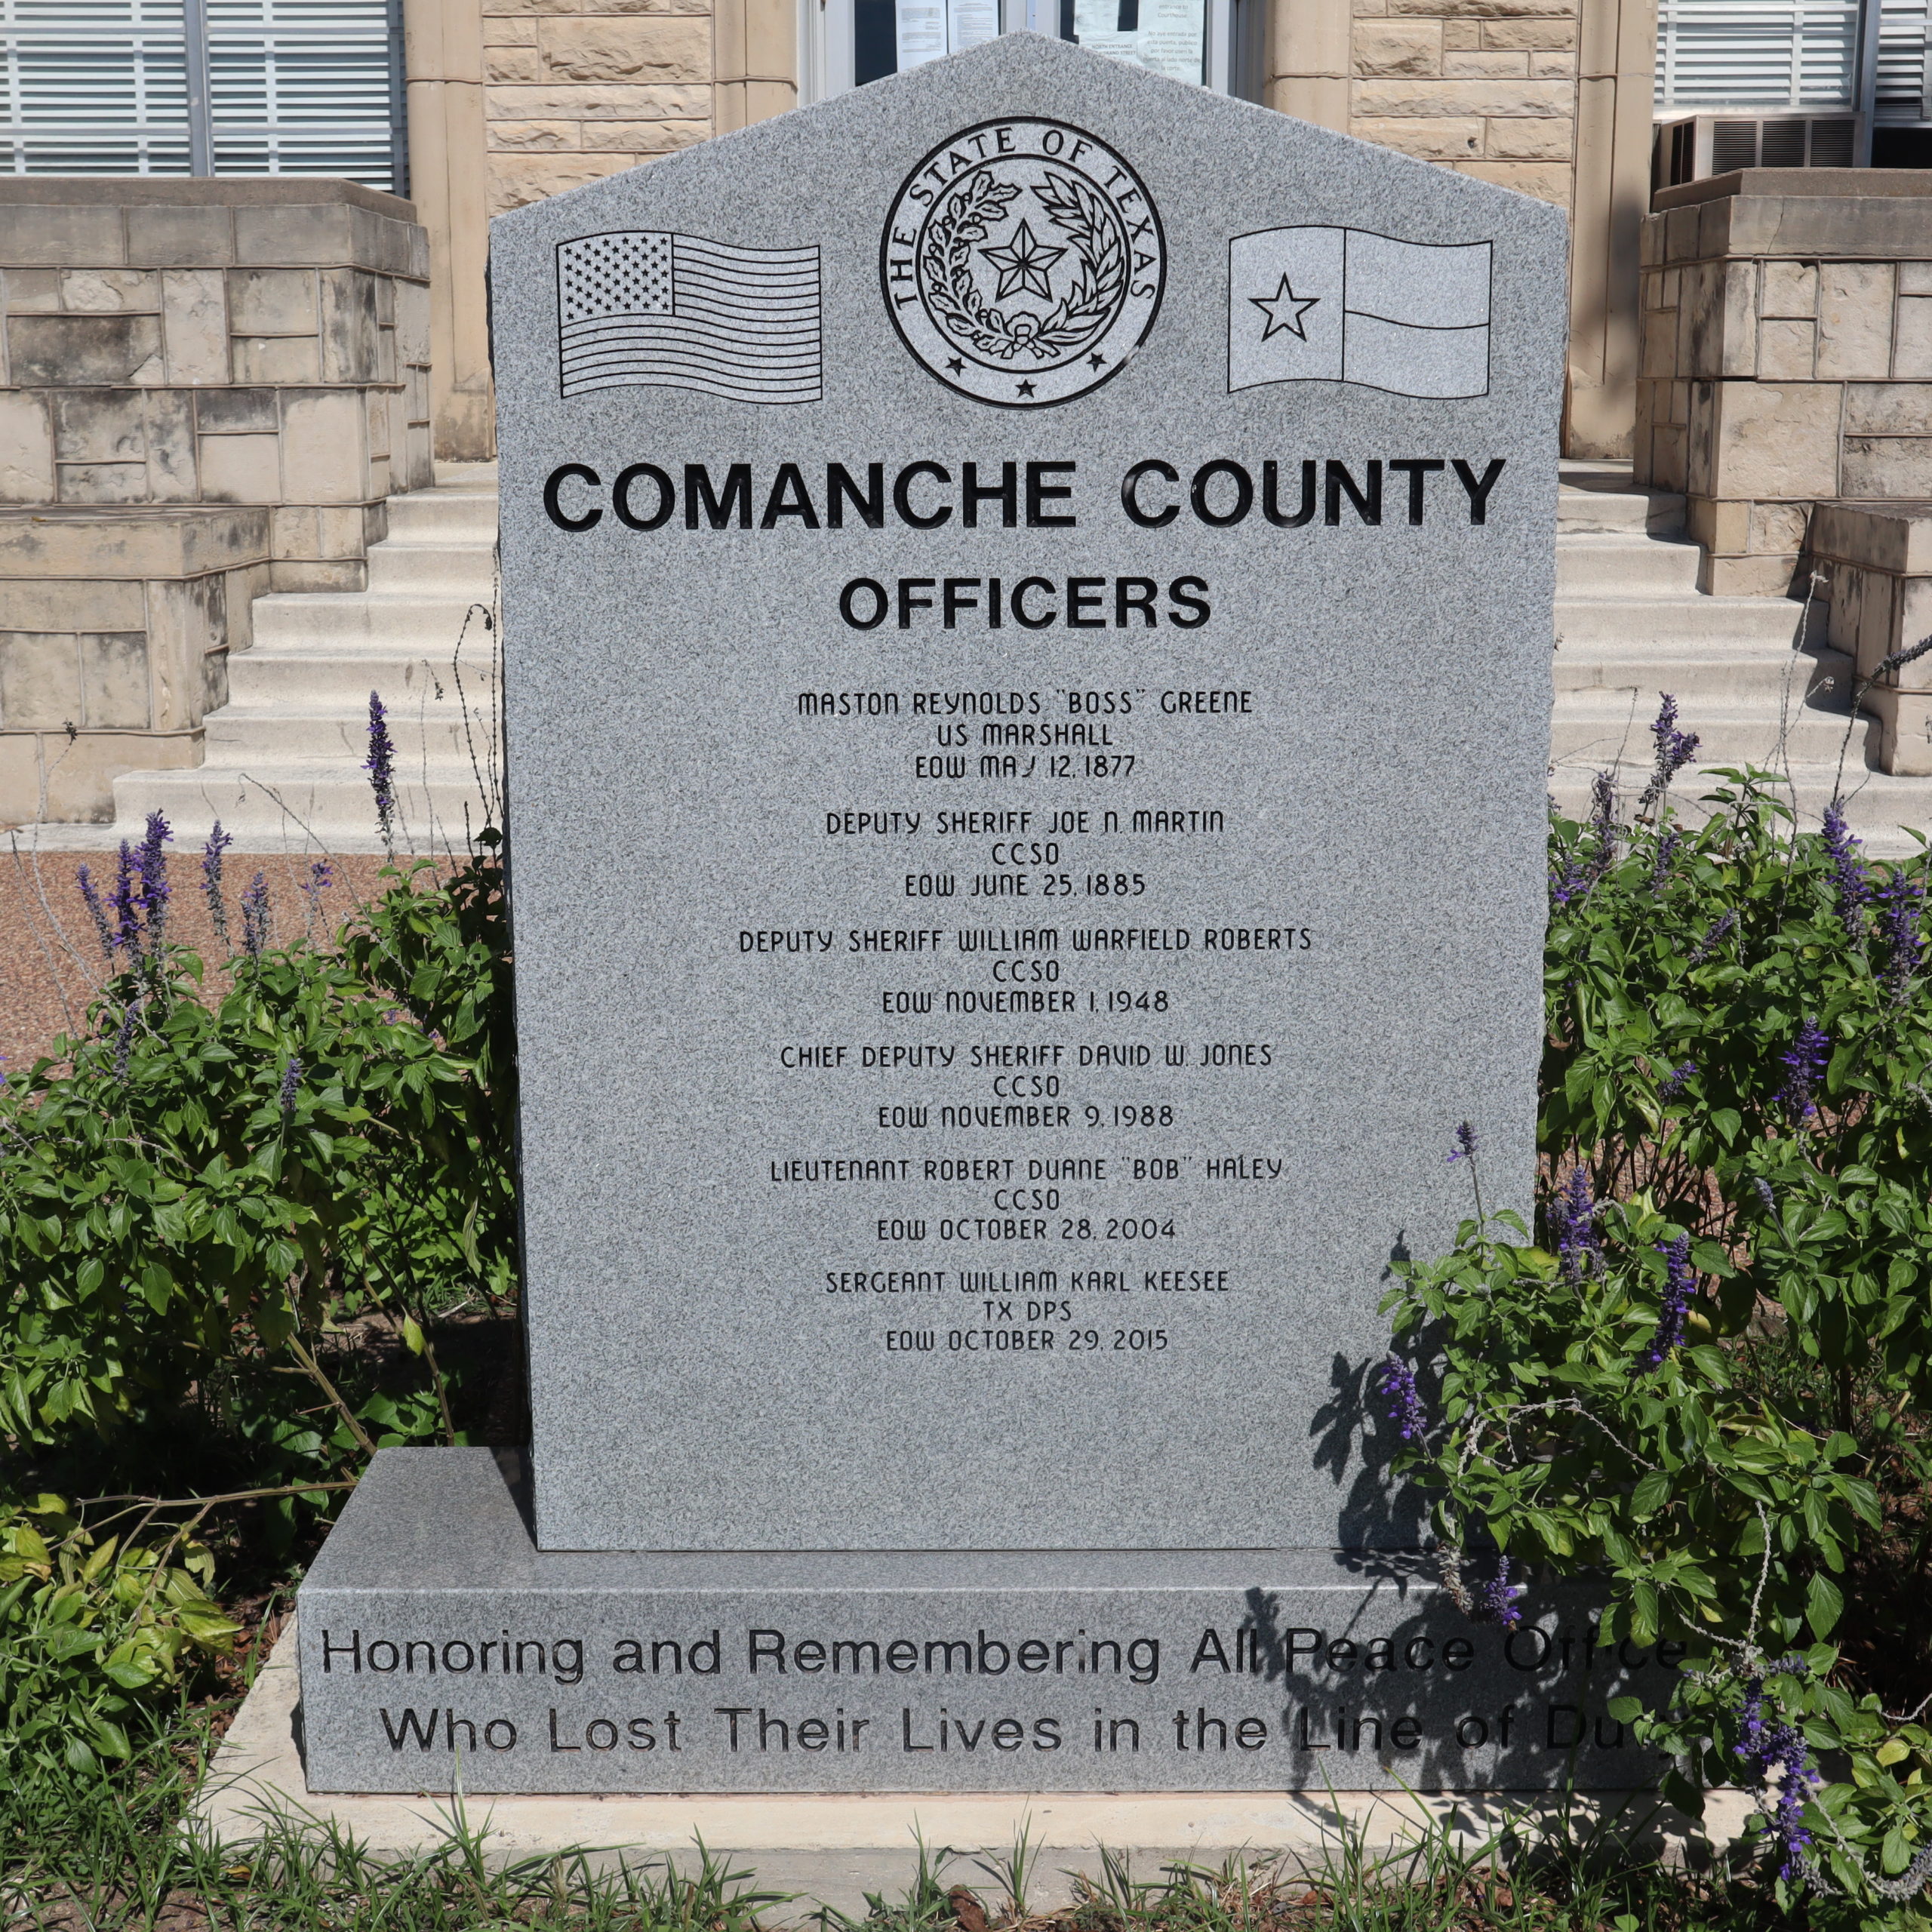 THE STATE OF TEXAS
COMANCHE COUNTY
OFFICERS
MASTON REYNOLDS "BOSS" GREENE
US MARSHALL
EOW MAY 12, 1877
DEPUTY SHERIFF JOE N. MARTIN
CCSO
EOW JUNE 25, 1885
DEPUTY SHERIFF WILLIAM WARFIELD ROBERTS
CCSO
EOW NOVEMBER 1, 1948
CHIEF DEPUTY SHERIFF DAVID W. JONES
CCSO
EOW NOVEMBER 9, 1988
LIEUTENANT ROBERT DUANE "BOB" HALEY
CCSO
EOW OCTOBER 28, 2004
SERGEANT WILLIAM KARL KEESEE
TX DPS
EOW OCTOBER 29, 2015
Honoring and Remembering All Peace Office
Who Lost Their Lives in the Line of Duty